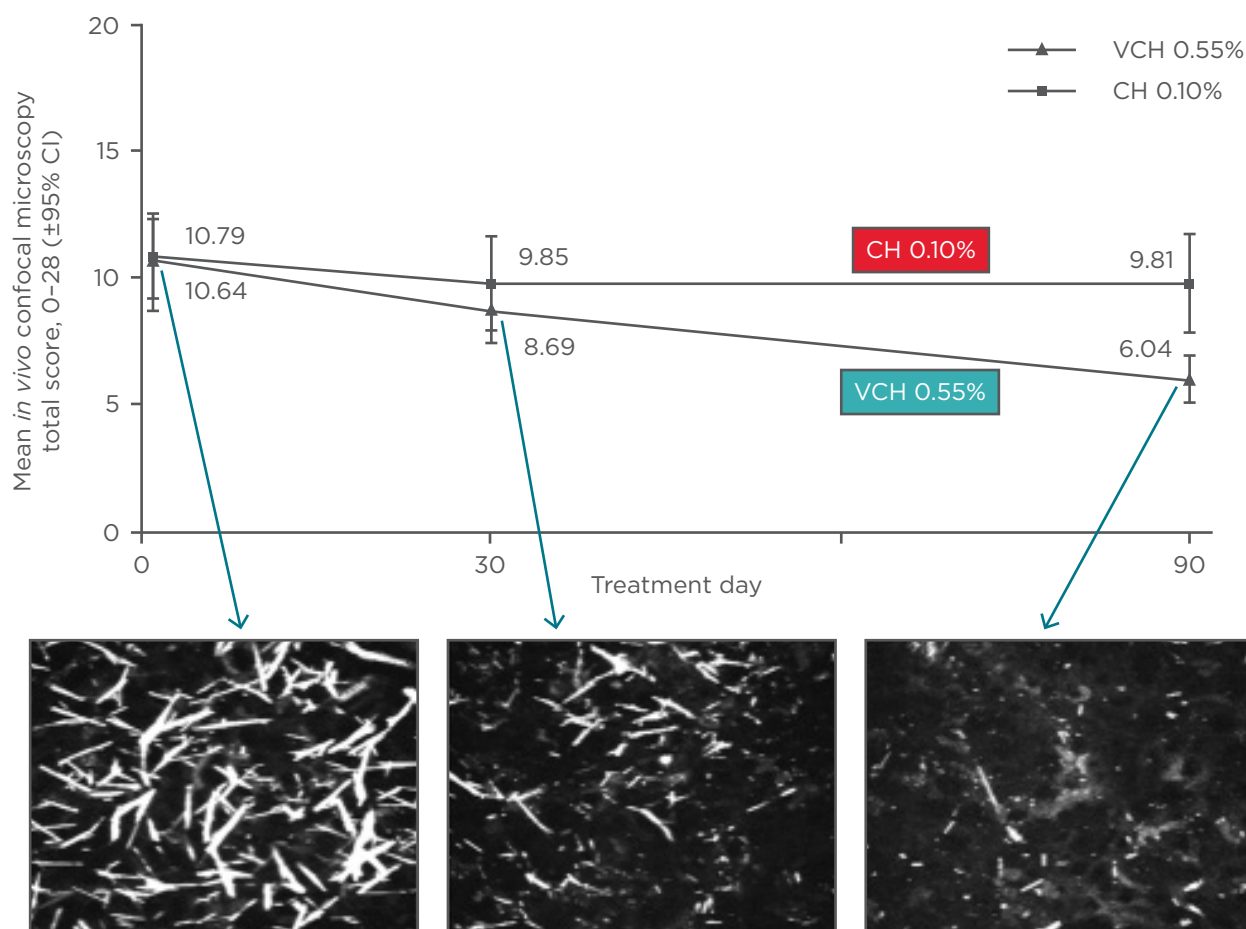 20
15
10
5
0
Mean in vivo confocal microscopy
total score, 0–28 (±95% CI)
VCH 0.55%
CH 0.10%
10.79
10.64
9.85
8.69
CH 0.10%
9.81
6.04
VCH 0.55%
0
30
90
Treatment day